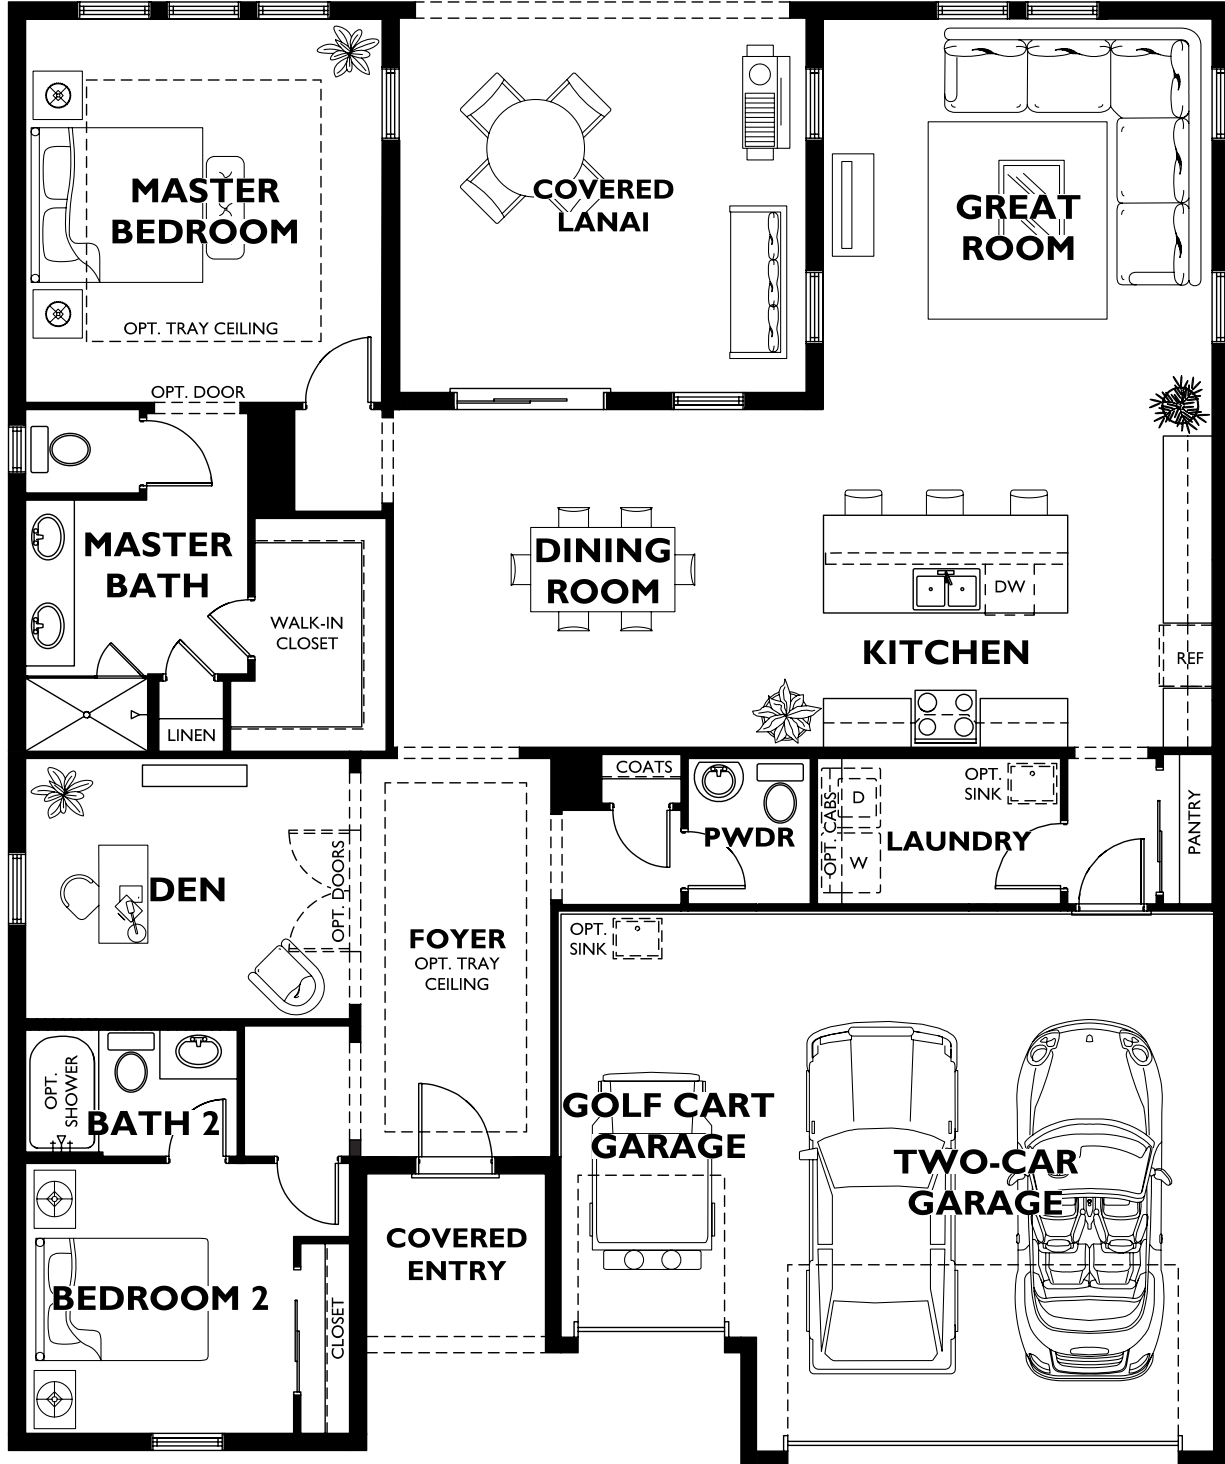 MASTER
BEDROOM
OPT. TRAY CEILING
COVERED
LANAI
GREAT
ROOM
OPT. DOOR
MASTER
BATH
WALK-IN
CLOSET
LINEN
DINING
ROOM
DW
KITCHEN
REF
COATS
PWDR
OPT. CABS
D
W
OPT.
SINK
LAUNDRY
PANTRY
DEN
OPT. DOORS
FOYER
OPT. TRAY
CEILING
OPT.
SINK
OPT.
SHOWER
BATH 2
GOLF CART
GARAGE
TWO-CAR
GARAGE
COVERED
ENTRY
BEDROOM 2
CLOSET